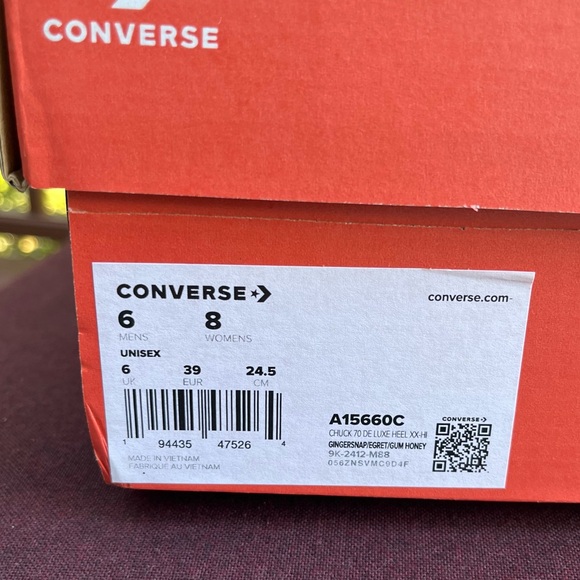 CONVERSE
CONVERSE
converse.com
6 8
MENS WOMENS
UNISEX
6 39 24.5
UK EUR CM
1 94435 47526 4
MADE IN VIETNAM
FABRIQUE AU VIETNAM
A15660C
CHUCK 70 DE LUXE HEEL XX-HI
GINGERSNAP/EGRET/GUM HONEY
9K-2412-M88
056ZNSVMC9D4F
CONVERSE